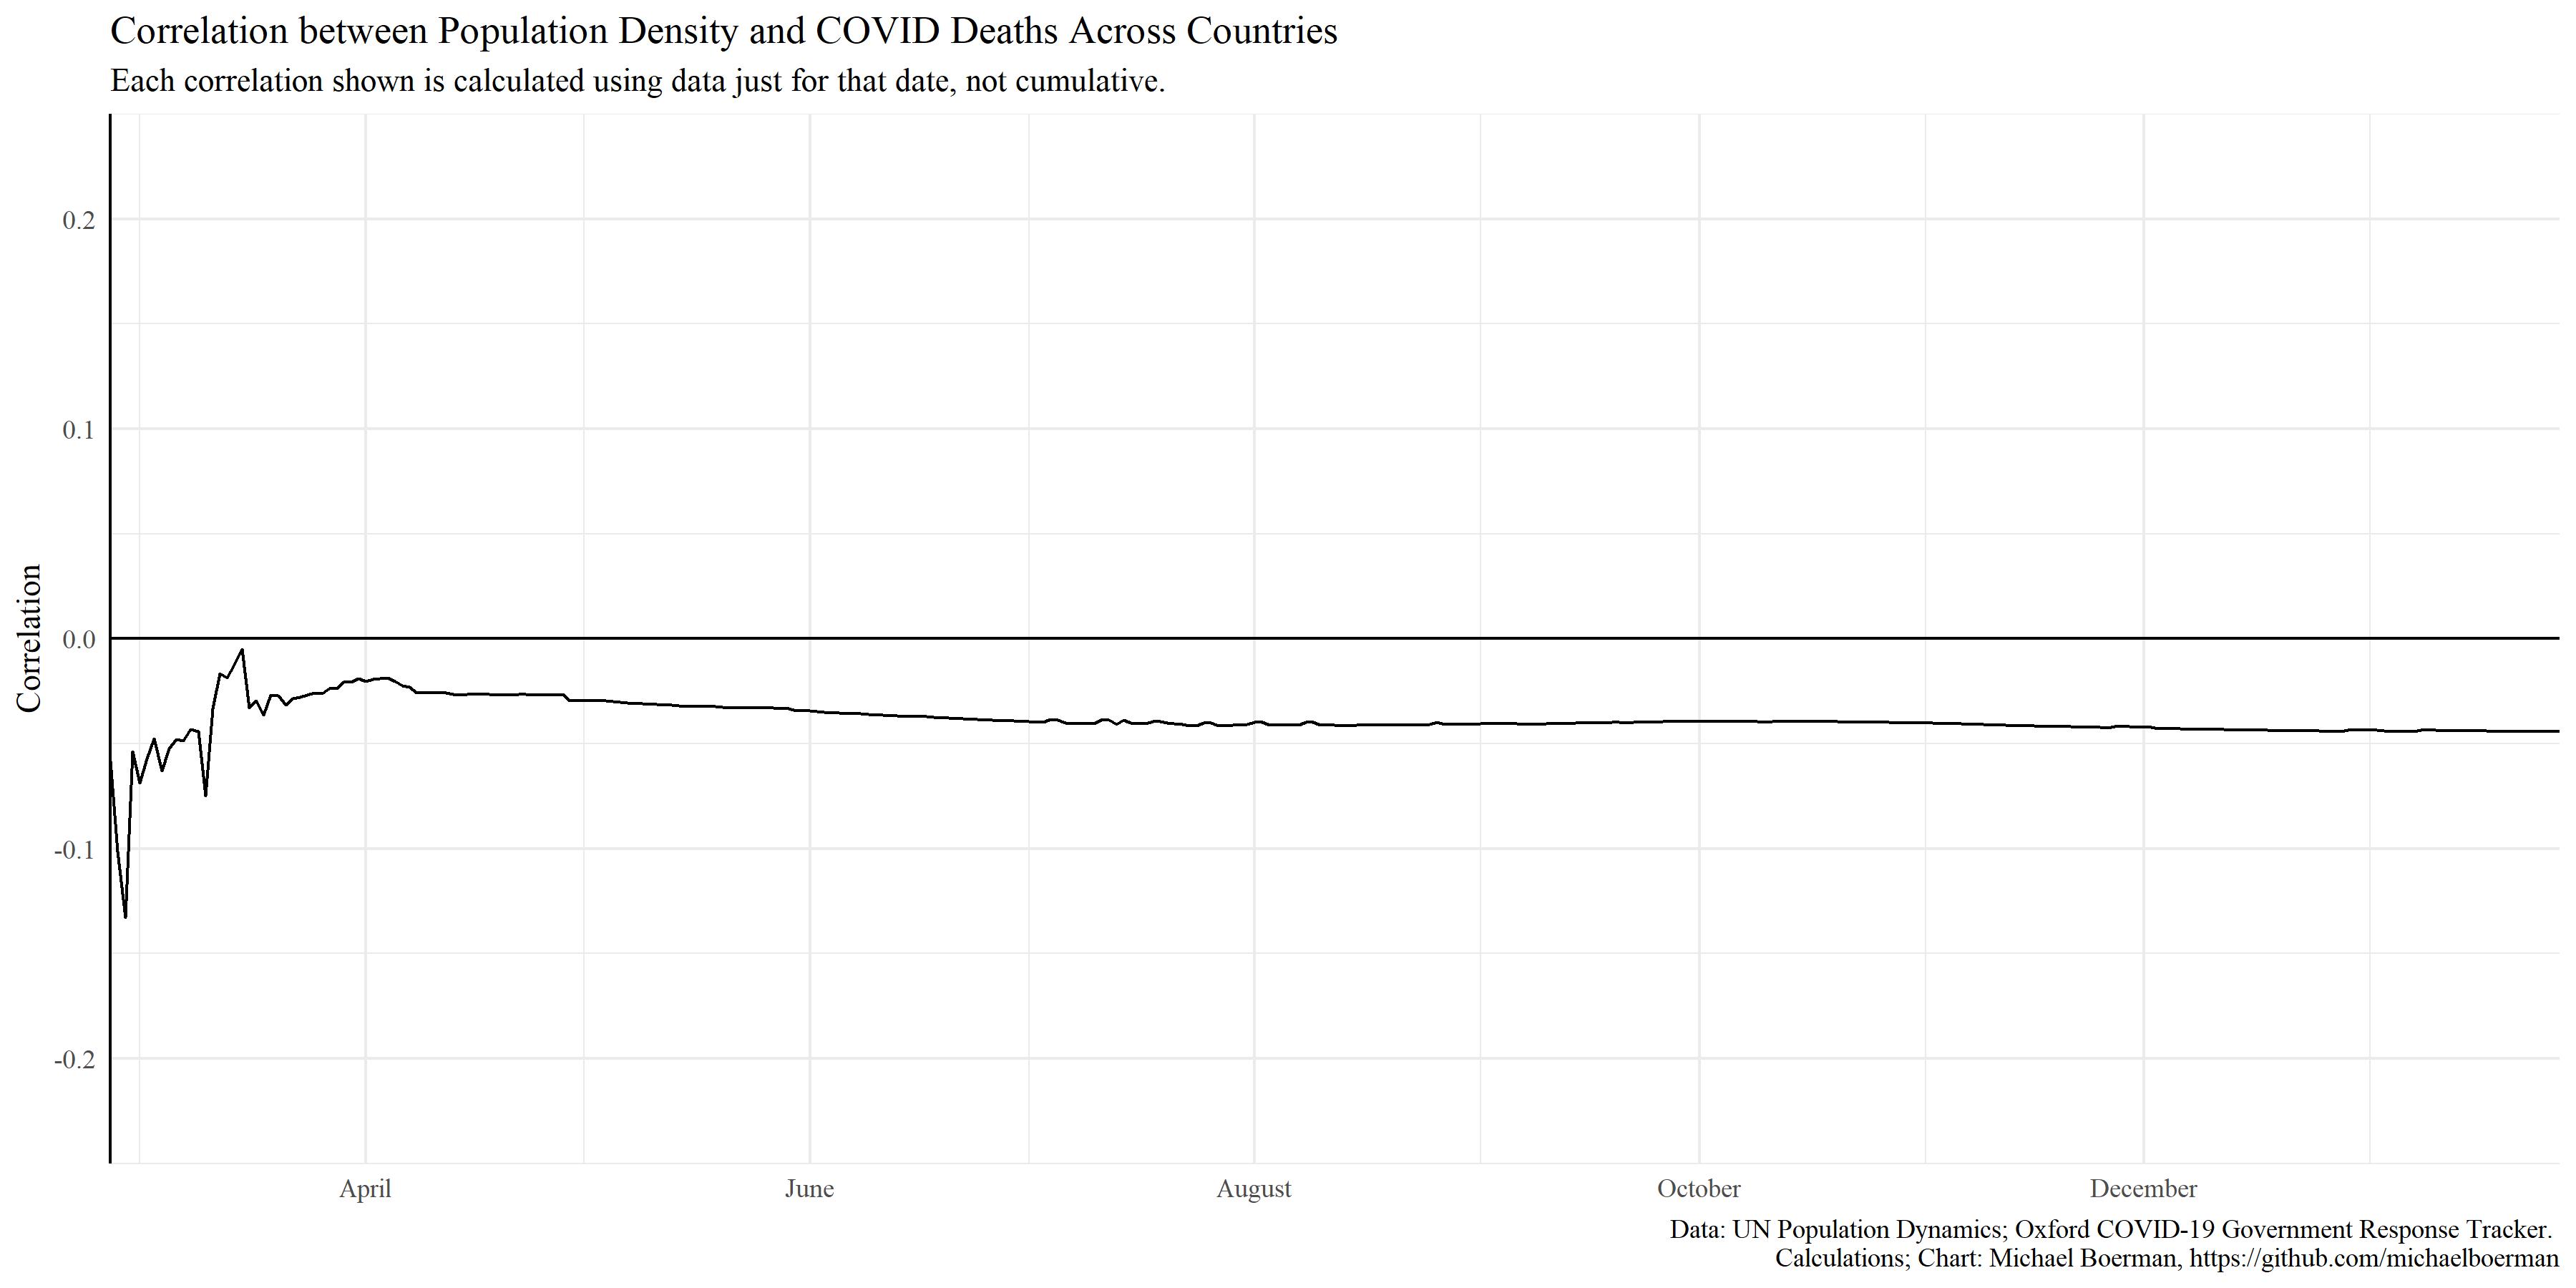 Correlation between Population Density and COVID Deaths Across Countries
Each correlation shown is calculated using data just for that date, not cumulative.
Correlation
0.2
0.1
0.0
-0.1
-0.2
April
June
August
October
December
Data: UN Population Dynamics; Oxford COVID-19 Government Response Tracker.
Calculations; Chart: Michael Boerman, https://github.com/michaelboerman